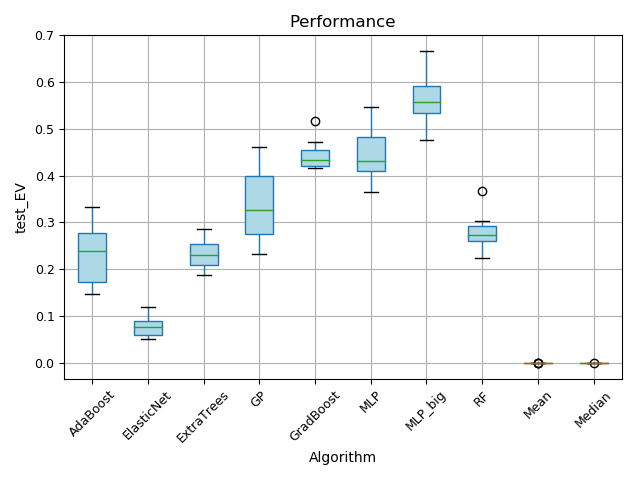 Performance
0.7
0.6
0.5
0.4
0.3
0.2
0.1
0.0
test_EV
AdaBoost
ElasticNet
ExtraTrees
GP
GradBoost
MLP
MLP_big
RF
Mean
Median
Algorithm